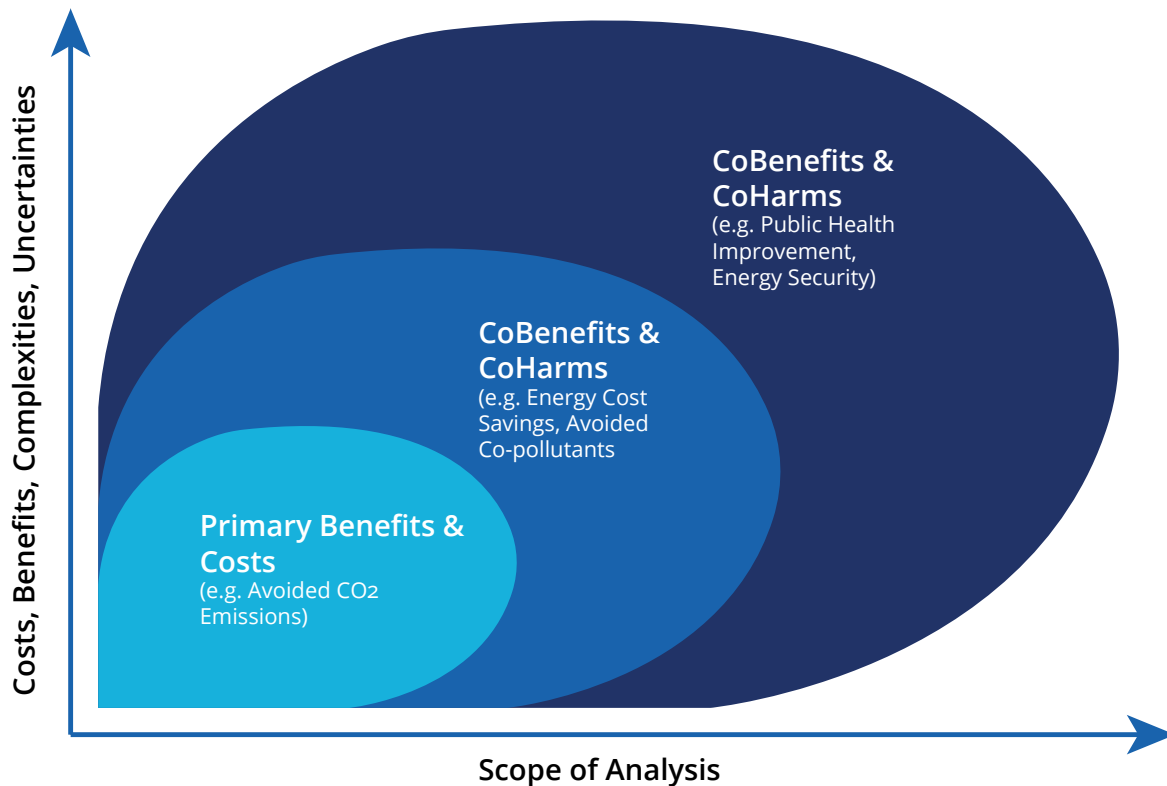 Costs, Benefits, Complexities, Uncertainties
CoBenefits &
CoHarms
(e.g. Public Health
Improvement,
Energy Security)
CoBenefits &
CoHarms
(e.g. Energy Cost
Savings, Avoided
Co-pollutants
Primary Benefits &
Costs
(e.g. Avoided CO2
Emissions)
Scope of Analysis